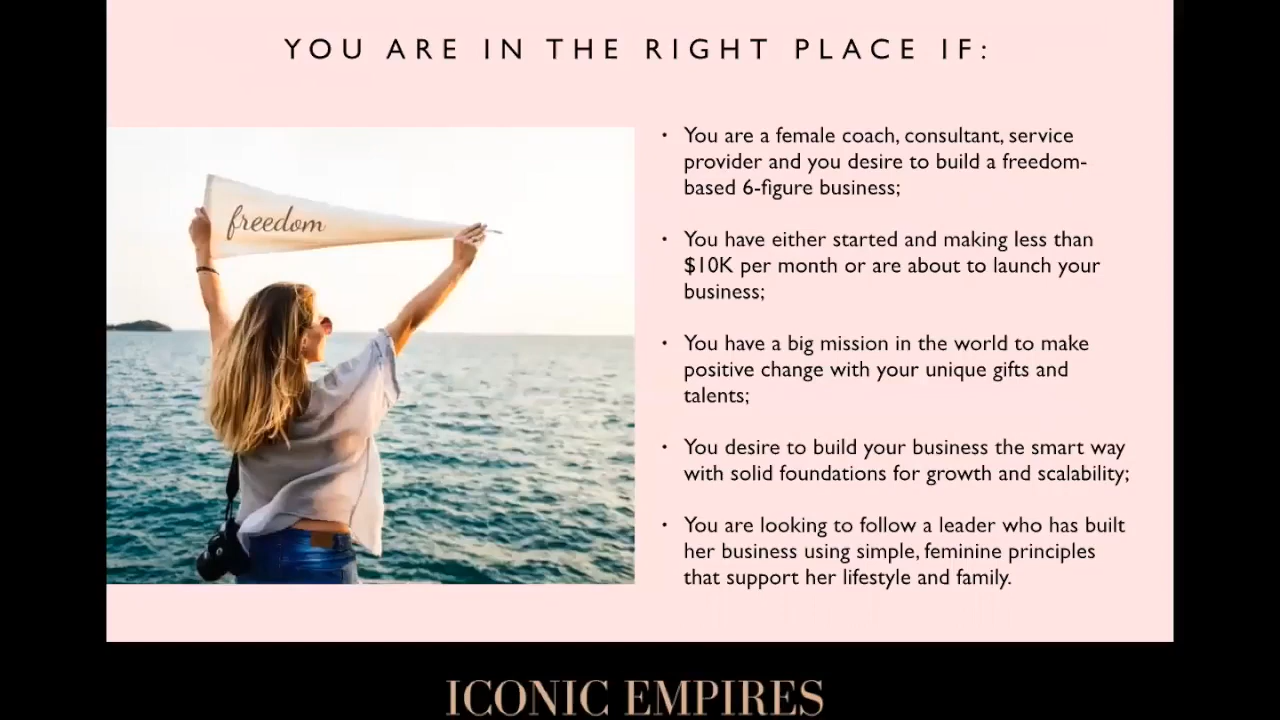 YOU ARE IN THE RIGHT PLACE IF:
freedom
• You are a female coach, consultant, service
provider and you desire to build a freedom-
based 6-figure business;
• You have either started and making less than
$10K per month or are about to launch your
business;
• You have a big mission in the world to make
positive change with your unique gifts and
talents;
• You desire to build your business the smart way
with solid foundations for growth and scalability;
• You are looking to follow a leader who has built
her business using simple, feminine principles
that support her lifestyle and family.
ICONIC EMPIRES